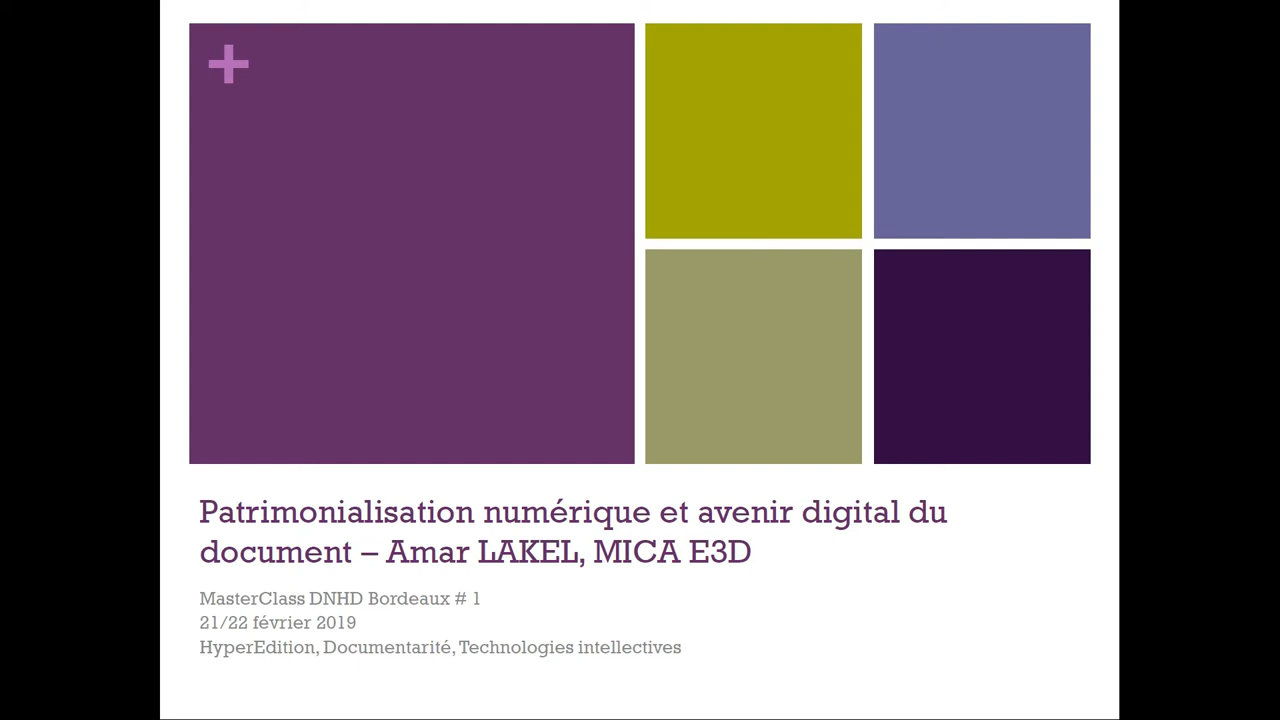 +
Patrimonialisation numérique et avenir digital du
document – Amar LAKEL, MICA E3D
MasterClass DNHD Bordeaux # 1
21/22 février 2019
HyperEdition, Documentarité, Technologies intellectives